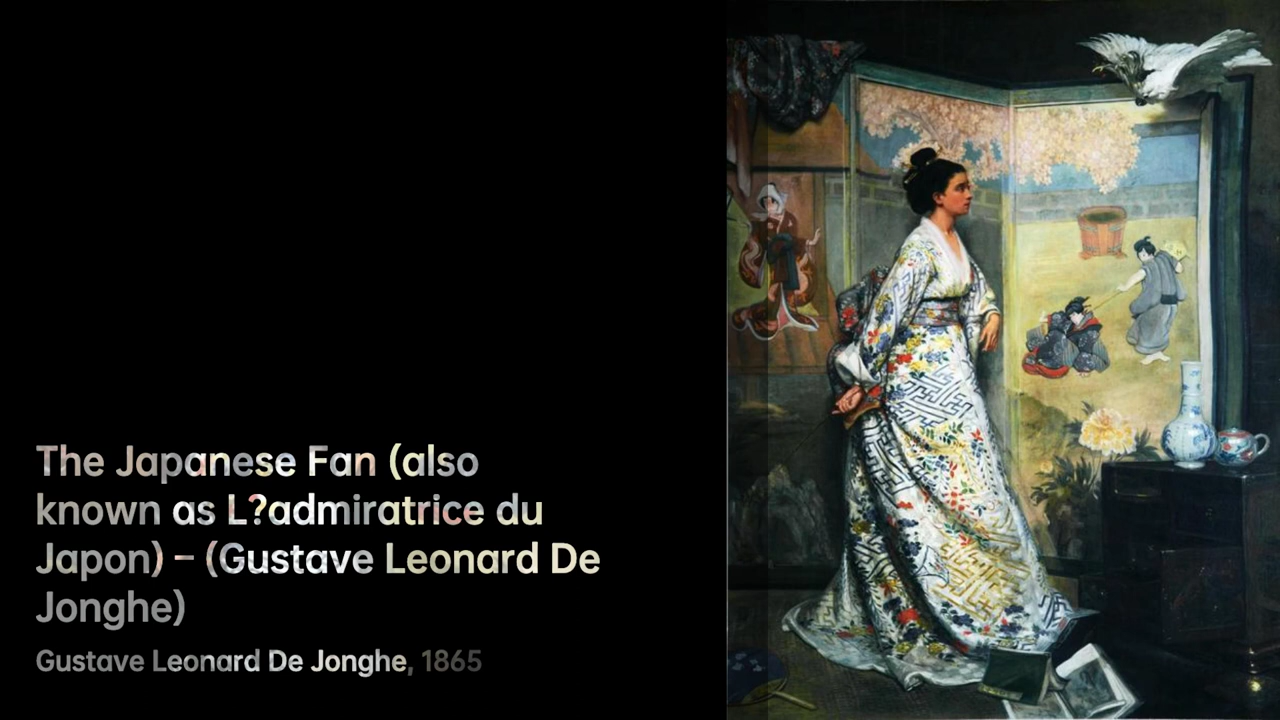 The Japanese Fan (also
known as L?admiratrice du
Japon) – (Gustave Leonard De
Jonghe)
Gustave Leonard De Jonghe, 1865